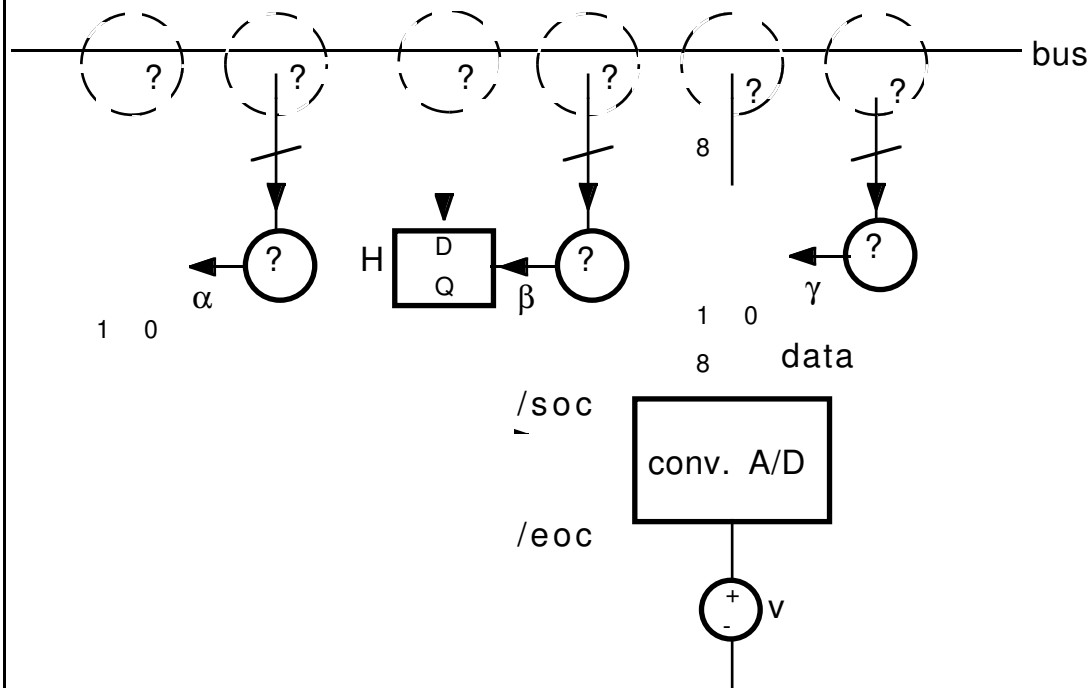 bus
? ? ? ? ? ?
8
? H D Q β ? ?
α γ
1 0 1 0
8 data
/soc
conv. A/D
/eoc
+
- v